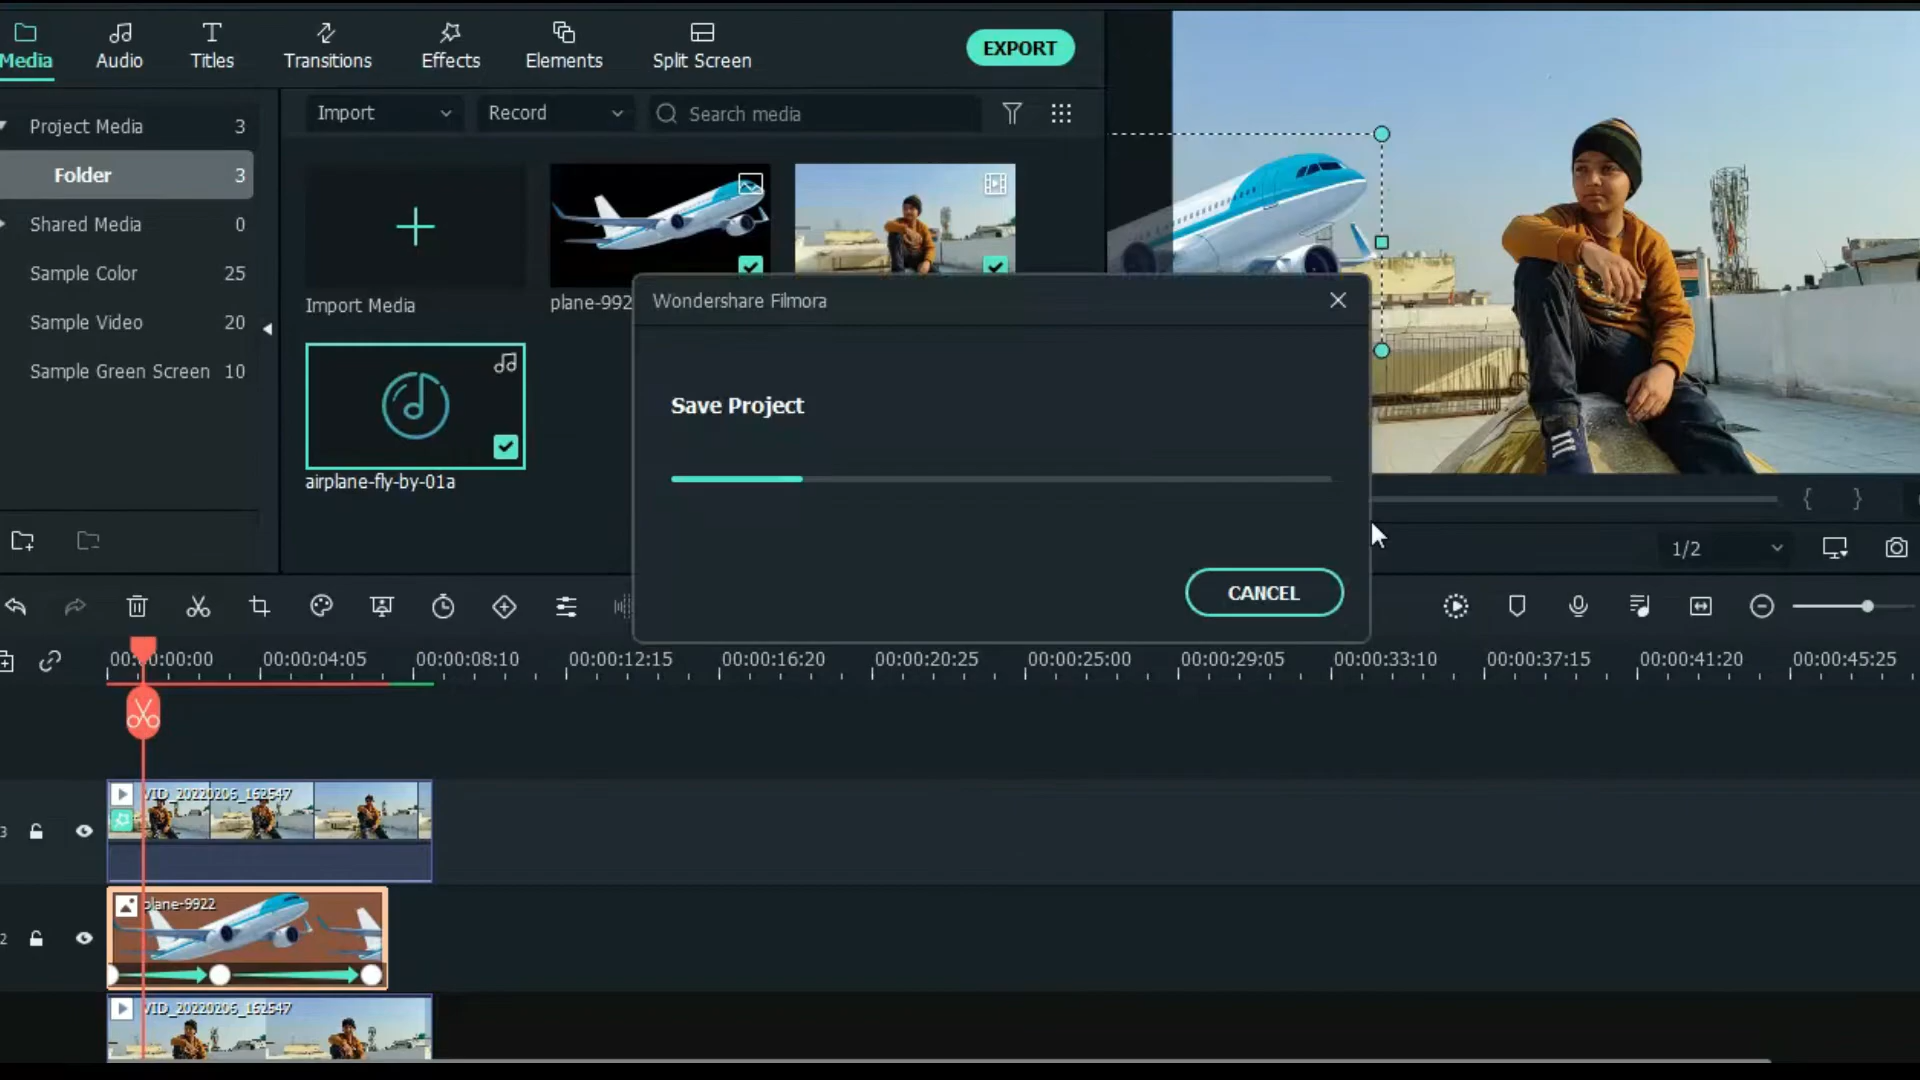 Media
Audio
Titles
Transitions
Effects
Elements
Split Screen
EXPORT
Import
Record
Search media
Project Media 3
Folder 3
Shared Media 0
Sample Color 25
Sample Video 20
Sample Green Screen 10
Import Media
plane-992
airplane-fly-by-01a
Wondershare Filmora
Save Project
CANCEL
{ }
1/2
00:00:04:05
00:00:08:10
00:00:12:15
00:00:16:20
00:00:20:25
00:00:25:00
00:00:29:05
00:00:33:10
00:00:37:15
00:00:41:20
00:00:45:25
VID_20220206_162547
3
plane-9922
2
VID_20220206_162547